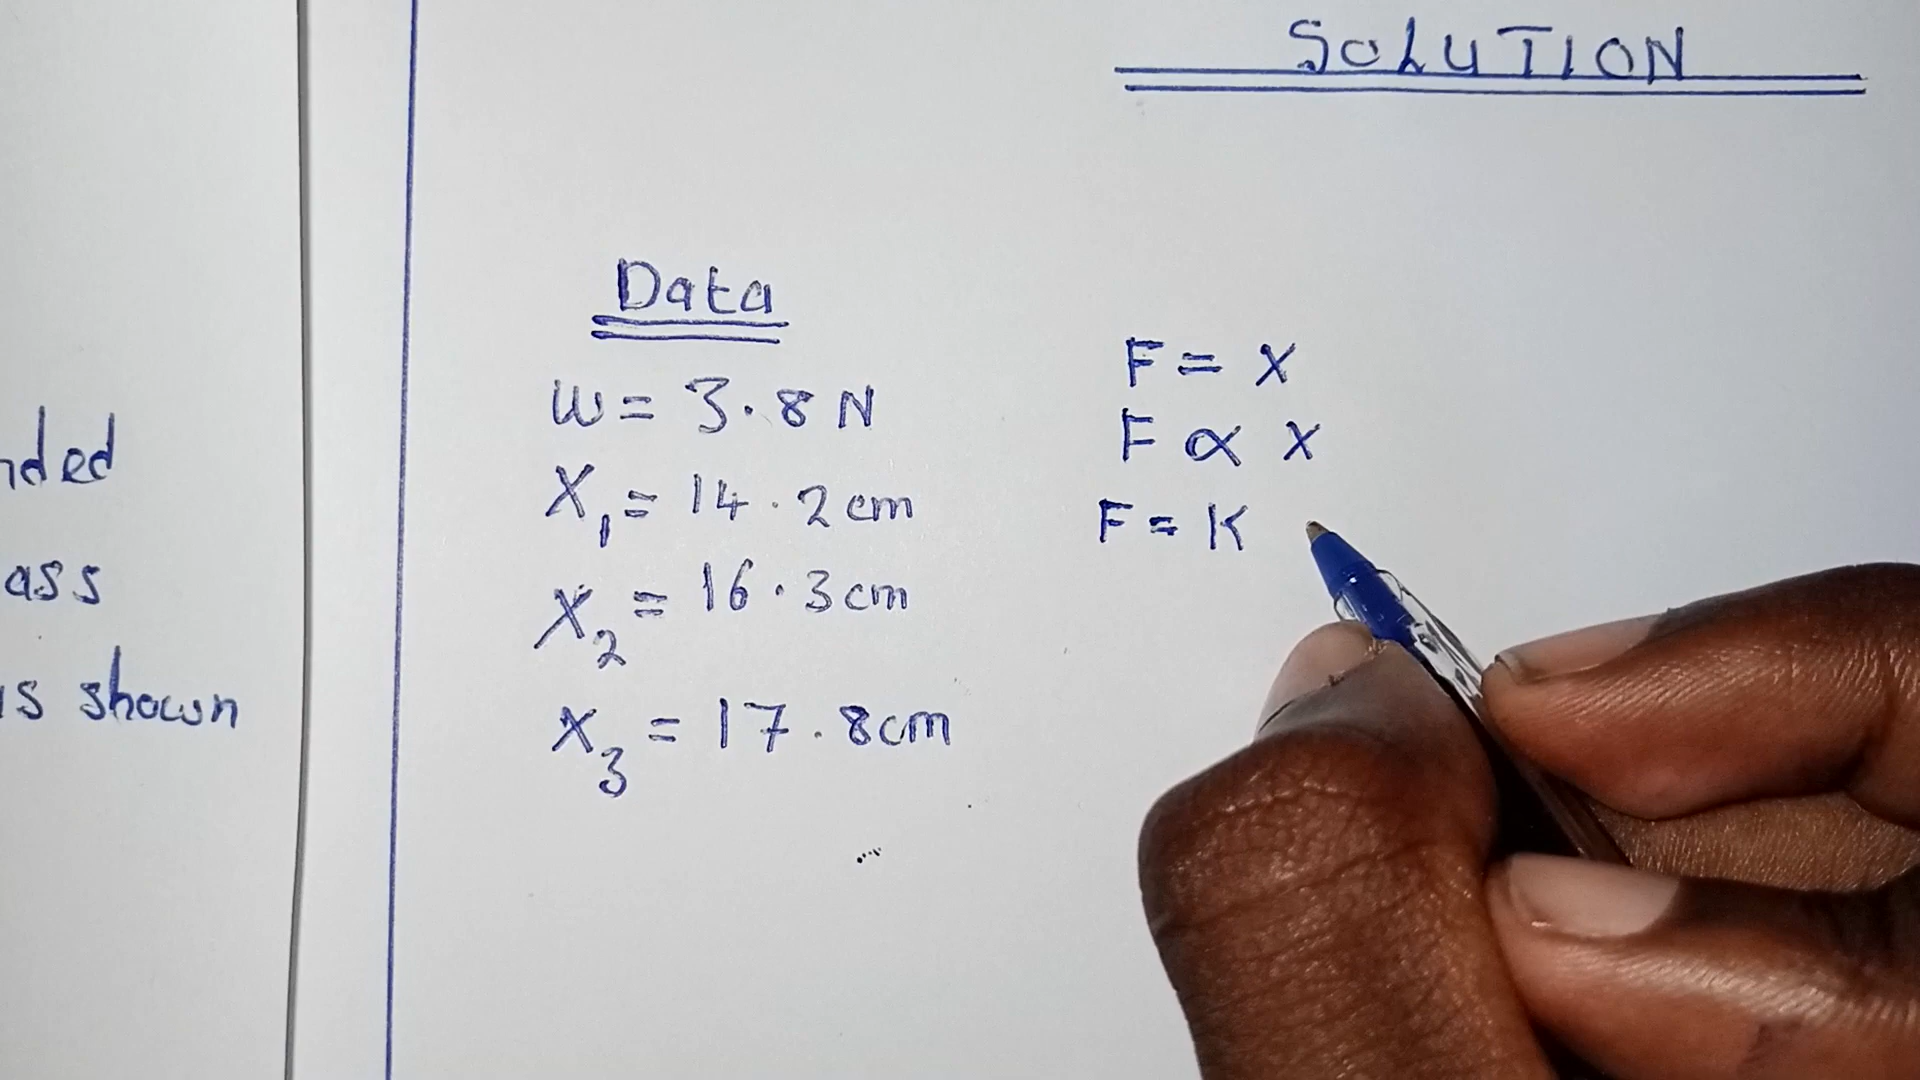 SOLUTION
nded
ass
is shown
Data
W = 3.8 N
X₁ = 14.2 cm
X₂ = 16.3 cm
X₃ = 17.8 cm
F = X
F ∝ X
F = K